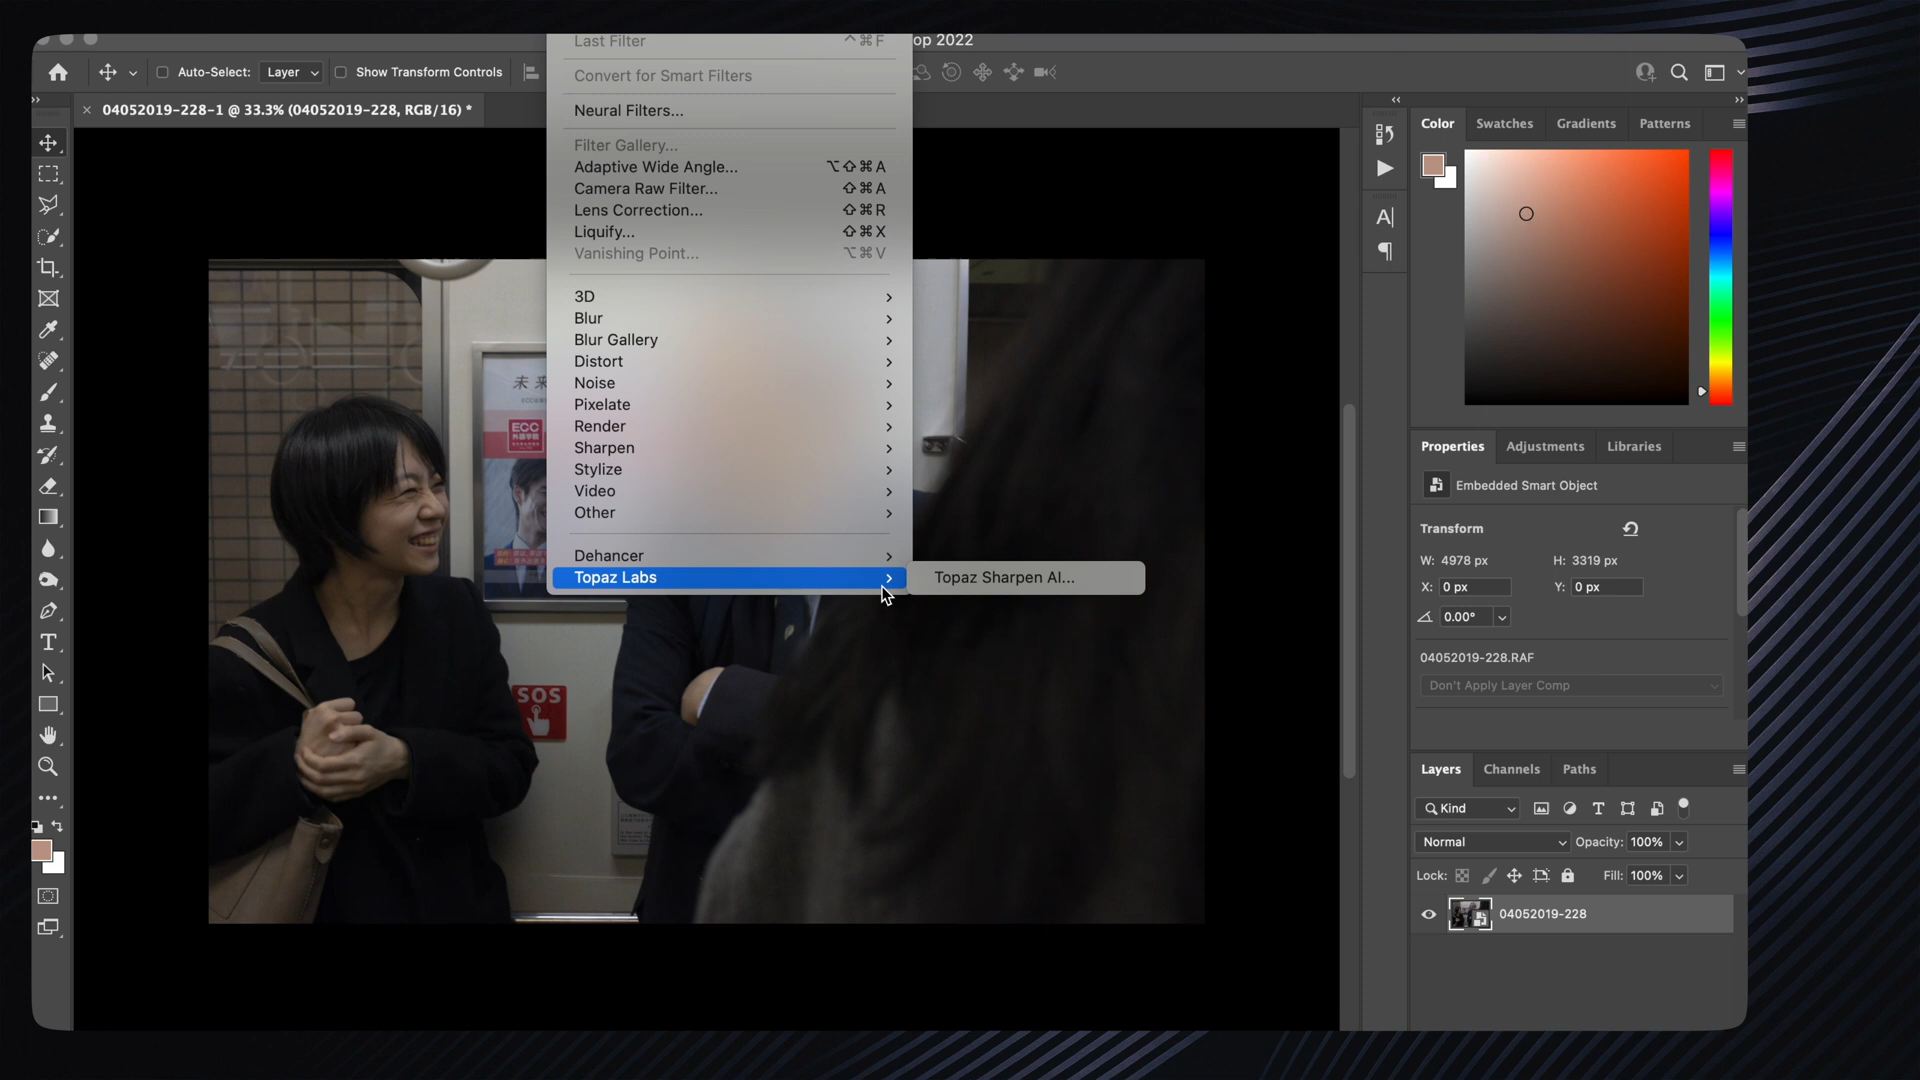 op 2022
Auto-Select:
Layer
Show Transform Controls
× 04052019-228-1 @ 33.3% (04052019-228, RGB/16) *
Last Filter ^⌘F
Convert for Smart Filters
Neural Filters...
Filter Gallery...
Adaptive Wide Angle... ⌥⇧⌘A
Camera Raw Filter... ⇧⌘A
Lens Correction... ⇧⌘R
Liquify... ⇧⌘X
Vanishing Point... ⌥⌘V
3D
Blur
Blur Gallery
Distort
Noise
Pixelate
Render
Sharpen
Stylize
Video
Other
Dehancer
Topaz Labs
Topaz Sharpen AI...
未来
ECC
外語学院
SOS
Color
Swatches
Gradients
Patterns
Properties
Adjustments
Libraries
Embedded Smart Object
Transform
W: 4978 px H: 3319 px
X: 0 px Y: 0 px
0.00°
04052019-228.RAF
Don't Apply Layer Comp
Layers
Channels
Paths
Kind
Normal
Opacity: 100%
Lock:
Fill: 100%
04052019-228